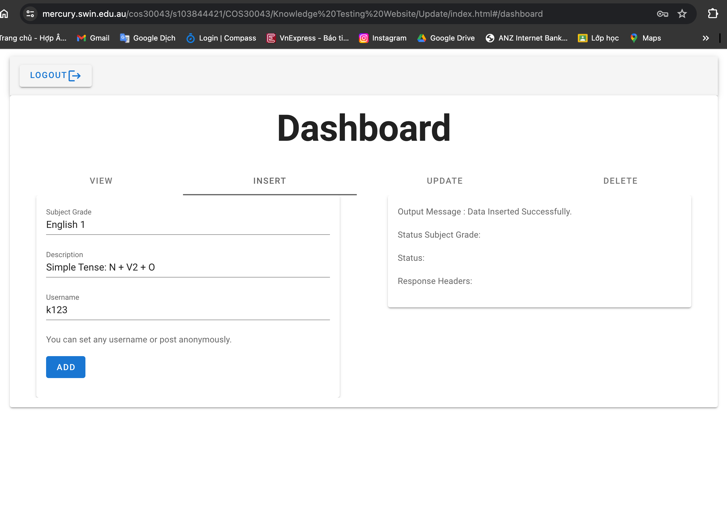 mercury.swin.edu.au/cos30043/s103844421/COS30043/Knowledge%20Testing%20Website/Update/index.html#/dashboard
Trang chủ - Học Ă... Gmail Google Dịch Login | Compass VnExpress - Báo ti... Instagram Google Drive ANZ Internet Bank... Lớp học Maps »
LOGOUT
Dashboard
VIEW INSERT UPDATE DELETE
Subject Grade
English 1
Description
Simple Tense: N + V2 + O
Username
k123
You can set any username or post anonymously.
ADD
Output Message : Data Inserted Successfully.
Status Subject Grade:
Status:
Response Headers: